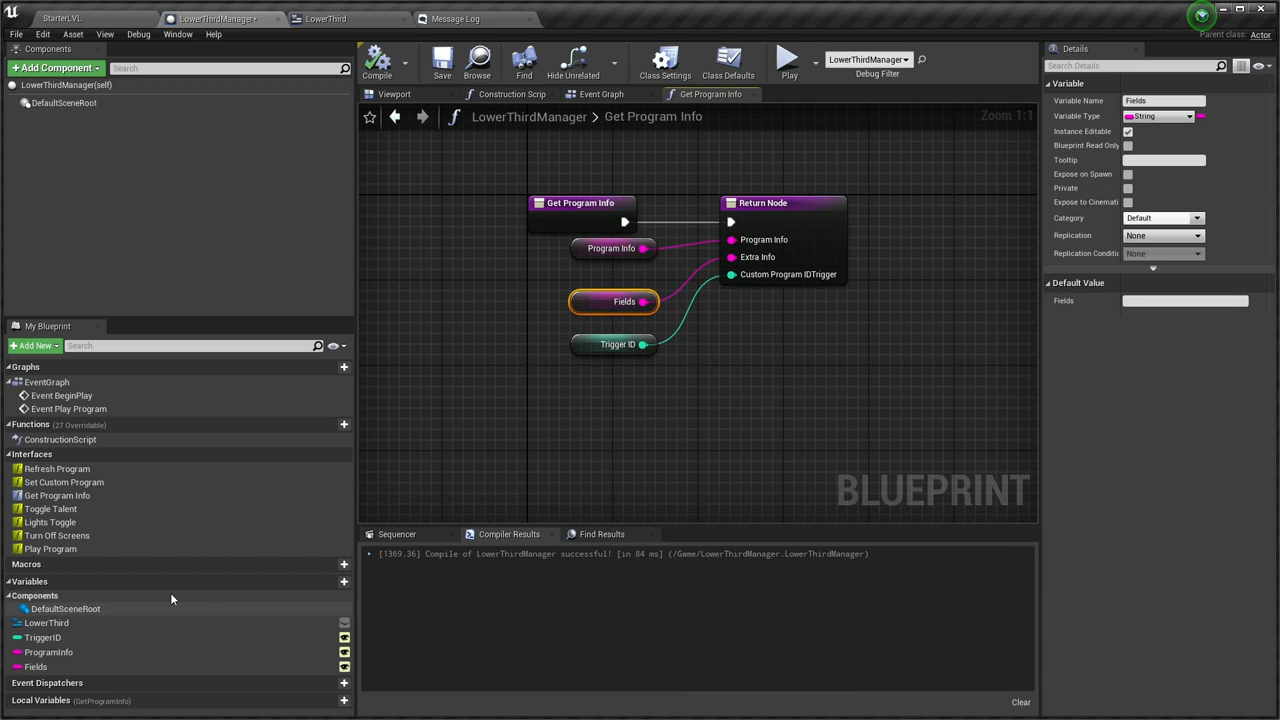 StarterLVL
LowerThirdManager*
LowerThird
Message Log
File
Edit
Asset
View
Debug
Window
Help
Parent class: Actor
Components
+ Add Component
Search
LowerThirdManager(self)
DefaultSceneRoot
Compile
Save
Browse
Find
Hide Unrelated
Class Settings
Class Defaults
Play
LowerThirdManager
Debug Filter
Viewport
Construction Scrip
Event Graph
Get Program Info
LowerThirdManager > Get Program Info
Zoom 1:1
Get Program Info
Return Node
Program Info
Program Info
Extra Info
Custom Program IDTrigger
Fields
Trigger ID
BLUEPRINT
My Blueprint
+ Add New
Search
Graphs
EventGraph
Event BeginPlay
Event Play Program
Functions (27 Overridable)
ConstructionScript
Interfaces
Refresh Program
Set Custom Program
Get Program Info
Toggle Talent
Lights Toggle
Turn Off Screens
Play Program
Macros
Variables
Components
DefaultSceneRoot
LowerThird
TriggerID
ProgramInfo
Fields
Event Dispatchers
Local Variables (GetProgramInfo)
Sequencer
Compiler Results
Find Results
[1369.36] Compile of LowerThirdManager successful! [in 84 ms] (/Game/LowerThirdManager.LowerThirdManager)
Clear
Details
Search Details
Variable
Variable Name
Fields
Variable Type
String
Instance Editable
Blueprint Read Only
Tooltip
Expose on Spawn
Private
Expose to Cinemati
Category
Default
Replication
None
Replication Conditic
None
Default Value
Fields